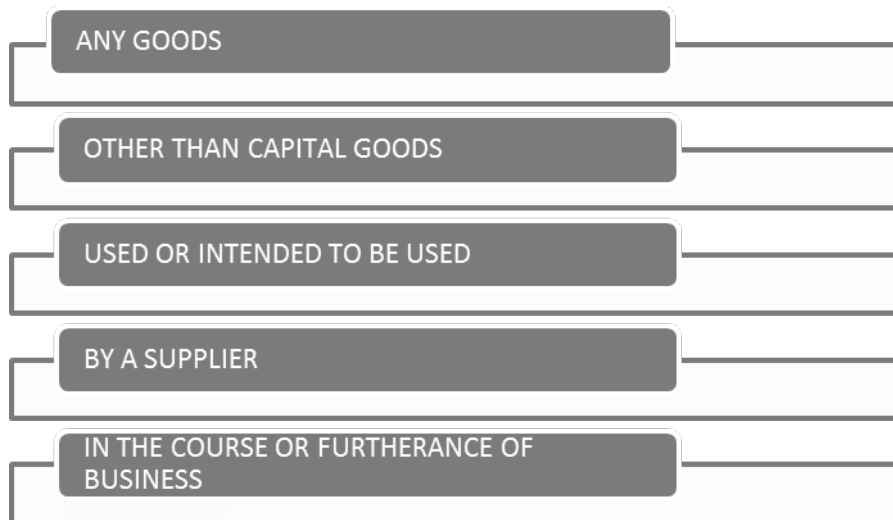 ANY GOODS
OTHER THAN CAPITAL GOODS
USED OR INTENDED TO BE USED
BY A SUPPLIER
IN THE COURSE OR FURTHERANCE OF
BUSINESS